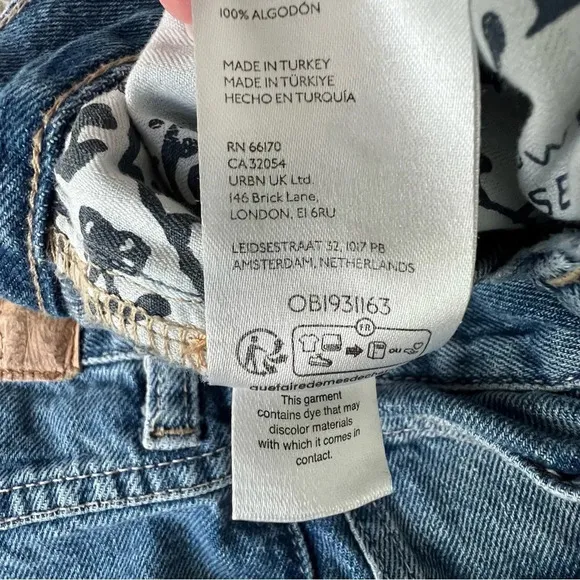 100% ALGODÓN
MADE IN TURKEY
MADE IN TÜRKIYE
HECHO EN TURQUÍA
RN 66170
CA 32054
URBN UK Ltd.
146 Brick Lane,
LONDON, E1 6RU
LEIDSESTRAAT 32, 1017 PB
AMSTERDAM, NETHERLANDS
OB1931163
FR
OU
This garment
contains dye that may
discolor materials
with which it comes in
contact.
W
SE